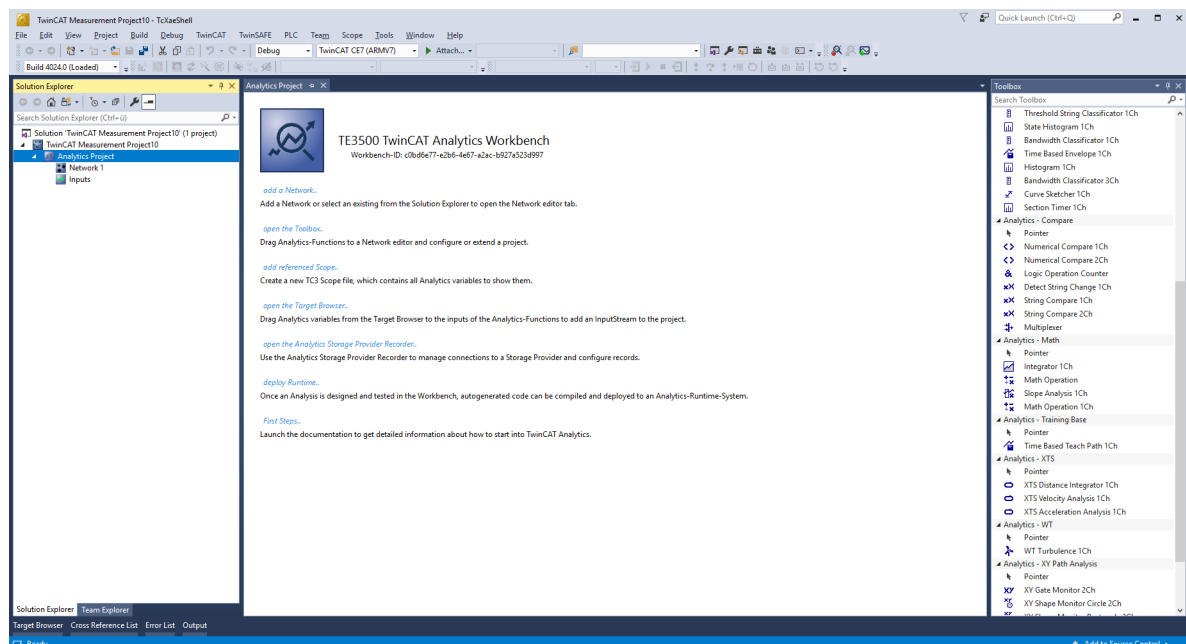 TwinCAT Measurement Project10 - TcXaeShell
Quick Launch (Ctrl+Q)
File Edit View Project Build Debug TwinCAT TwinSAFE PLC Team Scope Tools Window Help
Debug TwinCAT CE7 (ARMV7) Attach...
Build 4024.0 (Loaded)
Solution Explorer
Search Solution Explorer (Ctrl+ü)
Solution 'TwinCAT Measurement Project10' (1 project)
TwinCAT Measurement Project10
Analytics Project
Network 1
Inputs
Solution Explorer Team Explorer
Analytics Project
TE3500 TwinCAT Analytics Workbench
Workbench-ID: c0bd6e77-e2b6-4e67-a2ac-b927a523d997
add a Network..
Add a Network or select an existing from the Solution Explorer to open the Network editor tab.
open the Toolbox..
Drag Analytics-Functions to a Network editor and configure or extend a project.
add referenced Scope..
Create a new TC3 Scope file, which contains all Analytics variables to show them.
open the Target Browser..
Drag Analytics variables from the Target Browser to the inputs of the Analytics-Functions to add an InputStream to the project.
open the Analytics Storage Provider Recorder..
Use the Analytics Storage Provider Recorder to manage connections to a Storage Provider and configure records.
deploy Runtime..
Once an Analysis is designed and tested in the Workbench, autogenerated code can be compiled and deployed to an Analytics-Runtime-System.
First Steps..
Launch the documentation to get detailed information about how to start into TwinCAT Analytics.
Toolbox
Search Toolbox
Threshold String Classificator 1Ch
State Histogram 1Ch
Bandwidth Classificator 1Ch
Time Based Envelope 1Ch
Histogram 1Ch
Bandwidth Classificator 3Ch
Curve Sketcher 1Ch
Section Timer 1Ch
Analytics - Compare
Pointer
Numerical Compare 1Ch
Numerical Compare 2Ch
Logic Operation Counter
Detect String Change 1Ch
String Compare 1Ch
String Compare 2Ch
Multiplexer
Analytics - Math
Pointer
Integrator 1Ch
Math Operation
Slope Analysis 1Ch
Math Operation 1Ch
Analytics - Training Base
Pointer
Time Based Teach Path 1Ch
Analytics - XTS
Pointer
XTS Distance Integrator 1Ch
XTS Velocity Analysis 1Ch
XTS Acceleration Analysis 1Ch
Analytics - WT
Pointer
WT Turbulence 1Ch
Analytics - XY Path Analysis
Pointer
XY Gate Monitor 2Ch
XY Shape Monitor Circle 2Ch
Target Browser Cross Reference List Error List Output
Ready
Add to Source Control